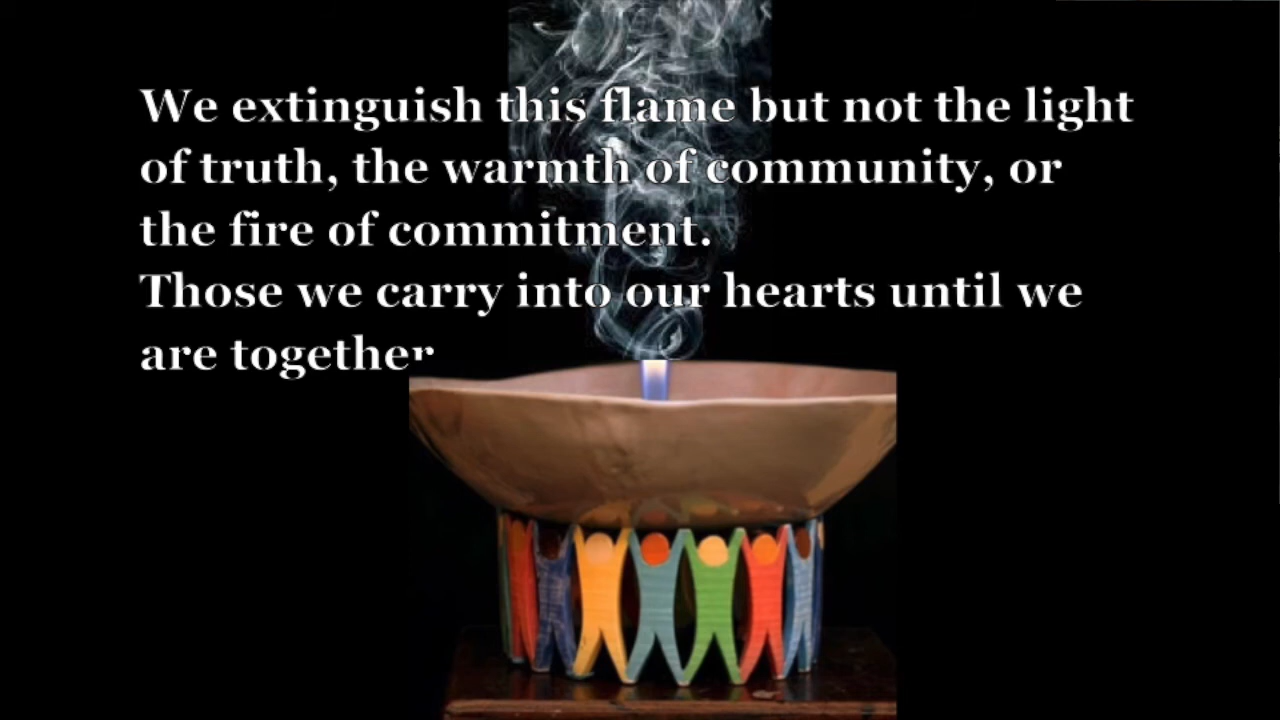 We extinguish this flame but not the light
of truth, the warmth of community, or
the fire of commitment.
Those we carry into our hearts until we
are together